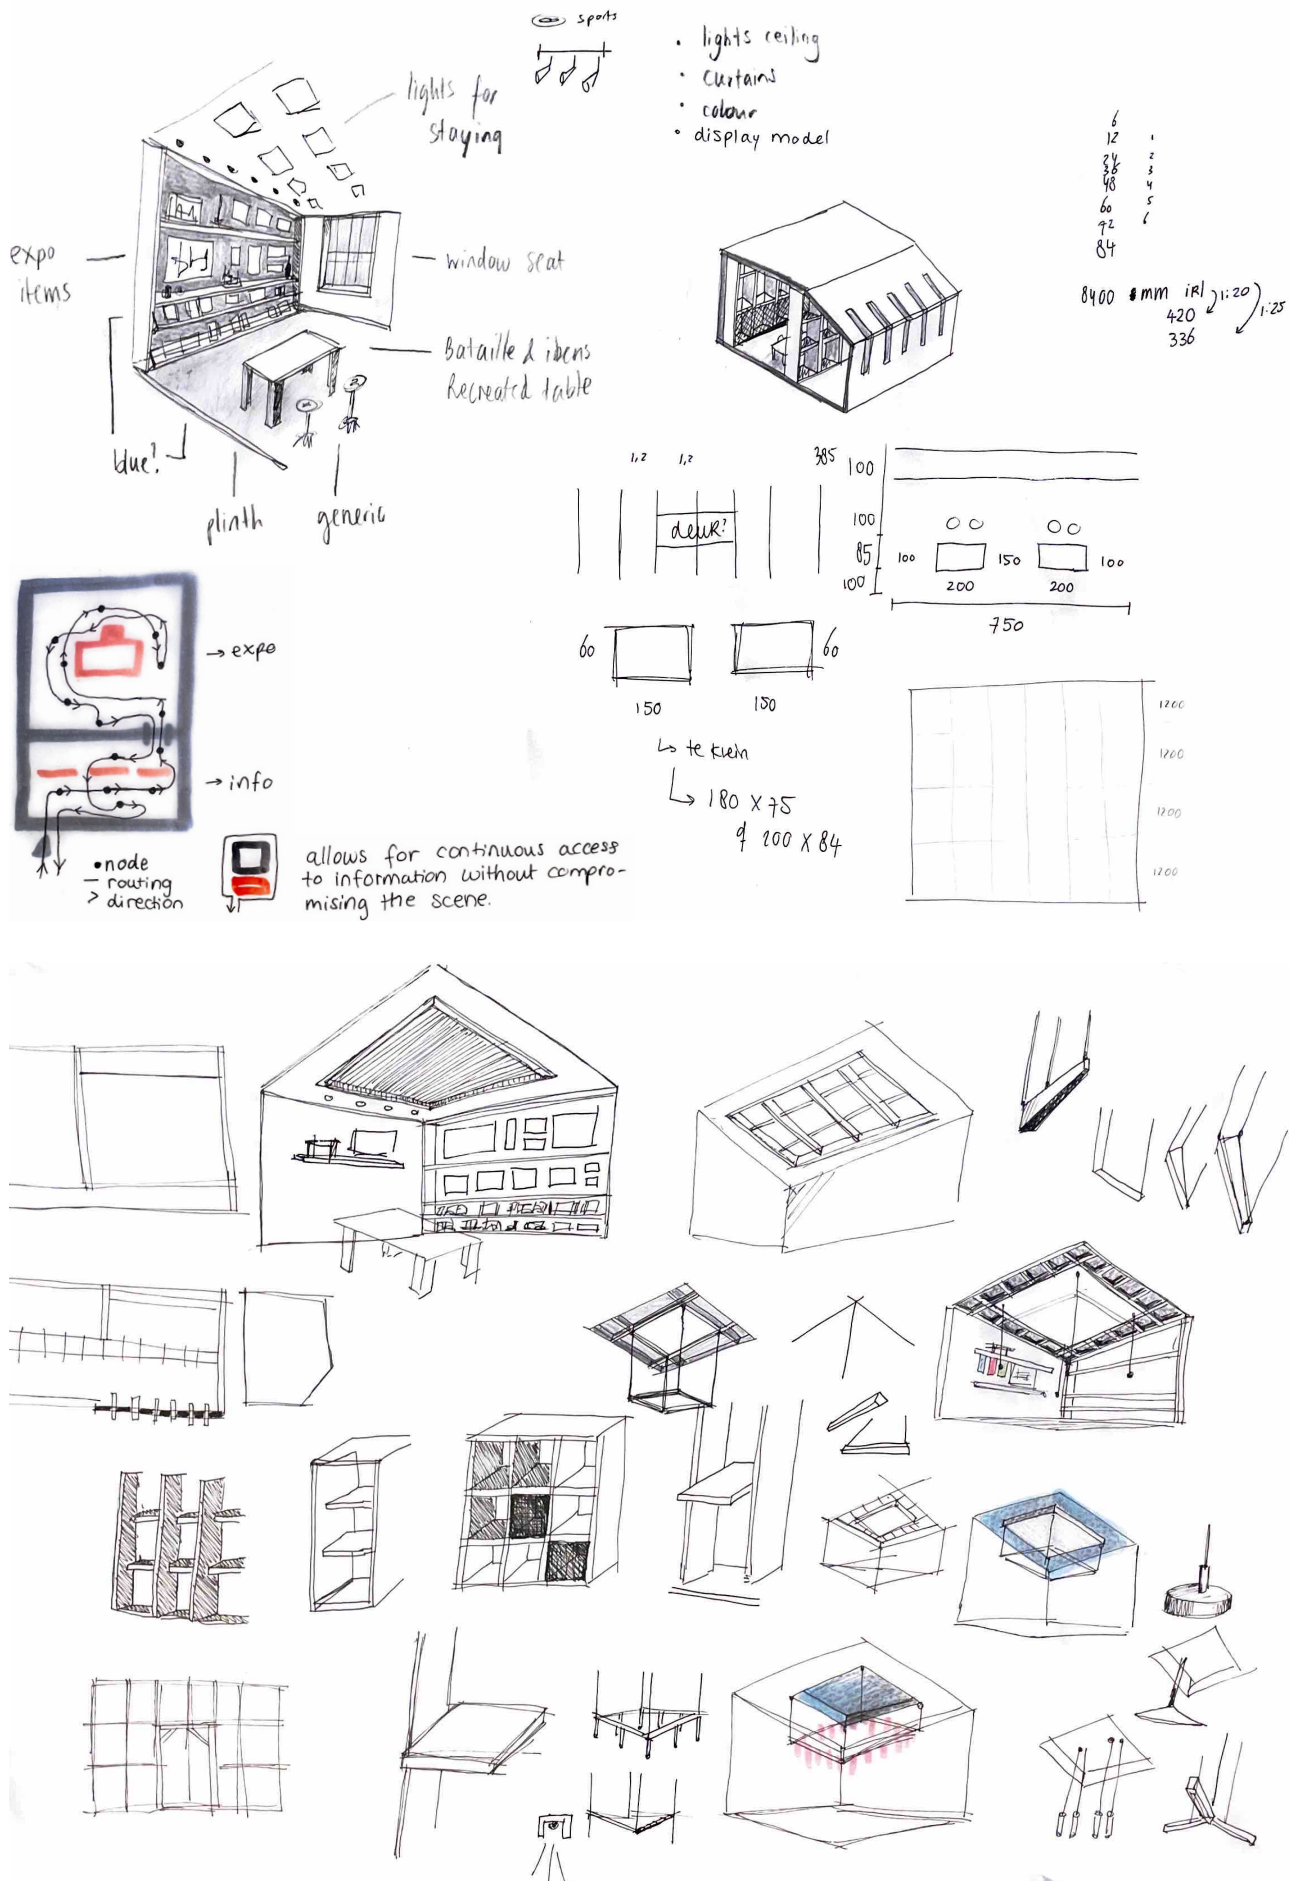 sports
• lights ceiling
• curtains
• colour
• display model
lights for
staying
expo
items
window seat
Bataille & ibens
Recreated table
blue?
plinth
generic
6
12
24
36
48
60
72
84
1
2
3
4
5
6
8400 mm irl
1:20
420
1:25
336
1,2
1,2
385
deur?
100
100
85
100
100
150
100
200
200
750
60
60
150
150
↳ te klein
↳ 180 x 75
of 200 x 84
1200
1200
1200
1200
→ expo
→ info
• node
— routing
> direction
allows for continuous access
to information without compro-
mising the scene.